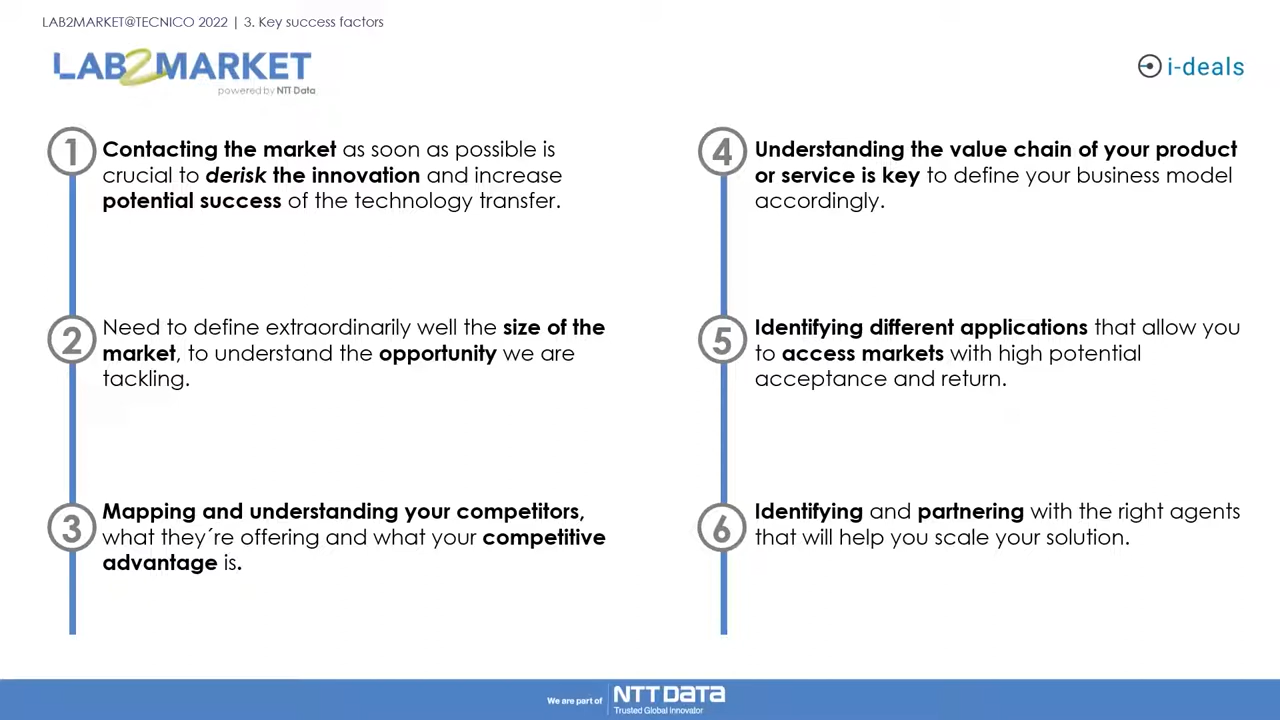 LAB2MARKET@TECNICO 2022 | 3. Key success factors
LAB2MARKET
powered by NTT Data
i-deals
1
Contacting the market as soon as possible is
crucial to derisk the innovation and increase
potential success of the technology transfer.
2
Need to define extraordinarily well the size of the
market, to understand the opportunity we are
tackling.
3
Mapping and understanding your competitors,
what they´re offering and what your competitive
advantage is.
4
Understanding the value chain of your product
or service is key to define your business model
accordingly.
5
Identifying different applications that allow you
to access markets with high potential
acceptance and return.
6
Identifying and partnering with the right agents
that will help you scale your solution.
We are part of
NTT DATA
Trusted Global Innovator